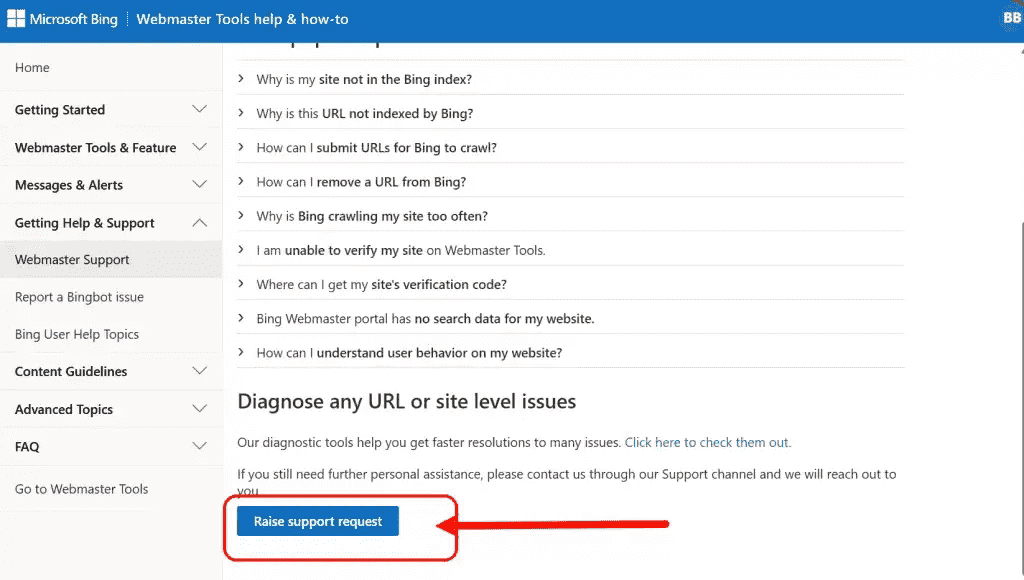 Microsoft Bing
Webmaster Tools help & how-to
BB
Home
Getting Started
Webmaster Tools & Feature
Messages & Alerts
Getting Help & Support
Webmaster Support
Report a Bingbot issue
Bing User Help Topics
Content Guidelines
Advanced Topics
FAQ
Go to Webmaster Tools
Why is my site not in the Bing index?
Why is this URL not indexed by Bing?
How can I submit URLs for Bing to crawl?
How can I remove a URL from Bing?
Why is Bing crawling my site too often?
I am unable to verify my site on Webmaster Tools.
Where can I get my site's verification code?
Bing Webmaster portal has no search data for my website.
How can I understand user behavior on my website?
Diagnose any URL or site level issues
Our diagnostic tools help you get faster resolutions to many issues. Click here to check them out.
If you still need further personal assistance, please contact us through our Support channel and we will reach out to
you
Raise support request